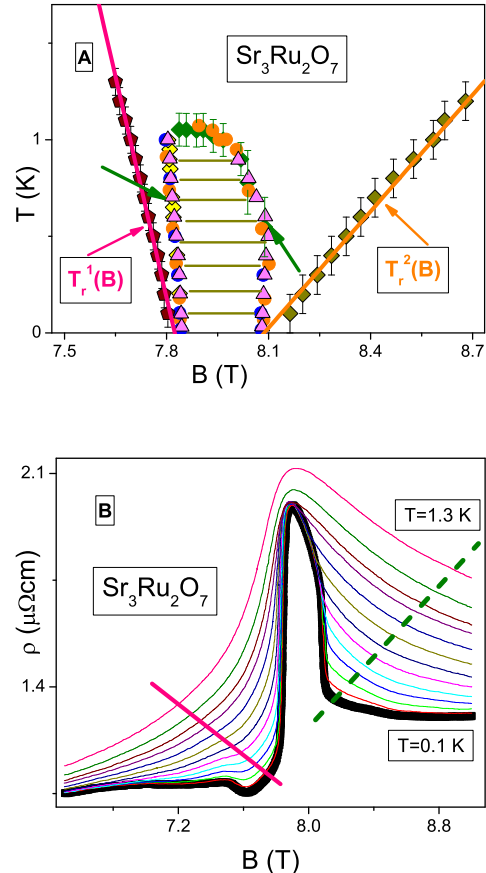 A
Sr3Ru2O7
T (K)
1
0
Tr1(B)
Tr2(B)
7.5
7.8
8.1
8.4
8.7
B (T)
2.1
B
T=1.3 K
Sr3Ru2O7
ρ (μΩcm)
1.4
T=0.1 K
7.2
8.0
8.8
B (T)